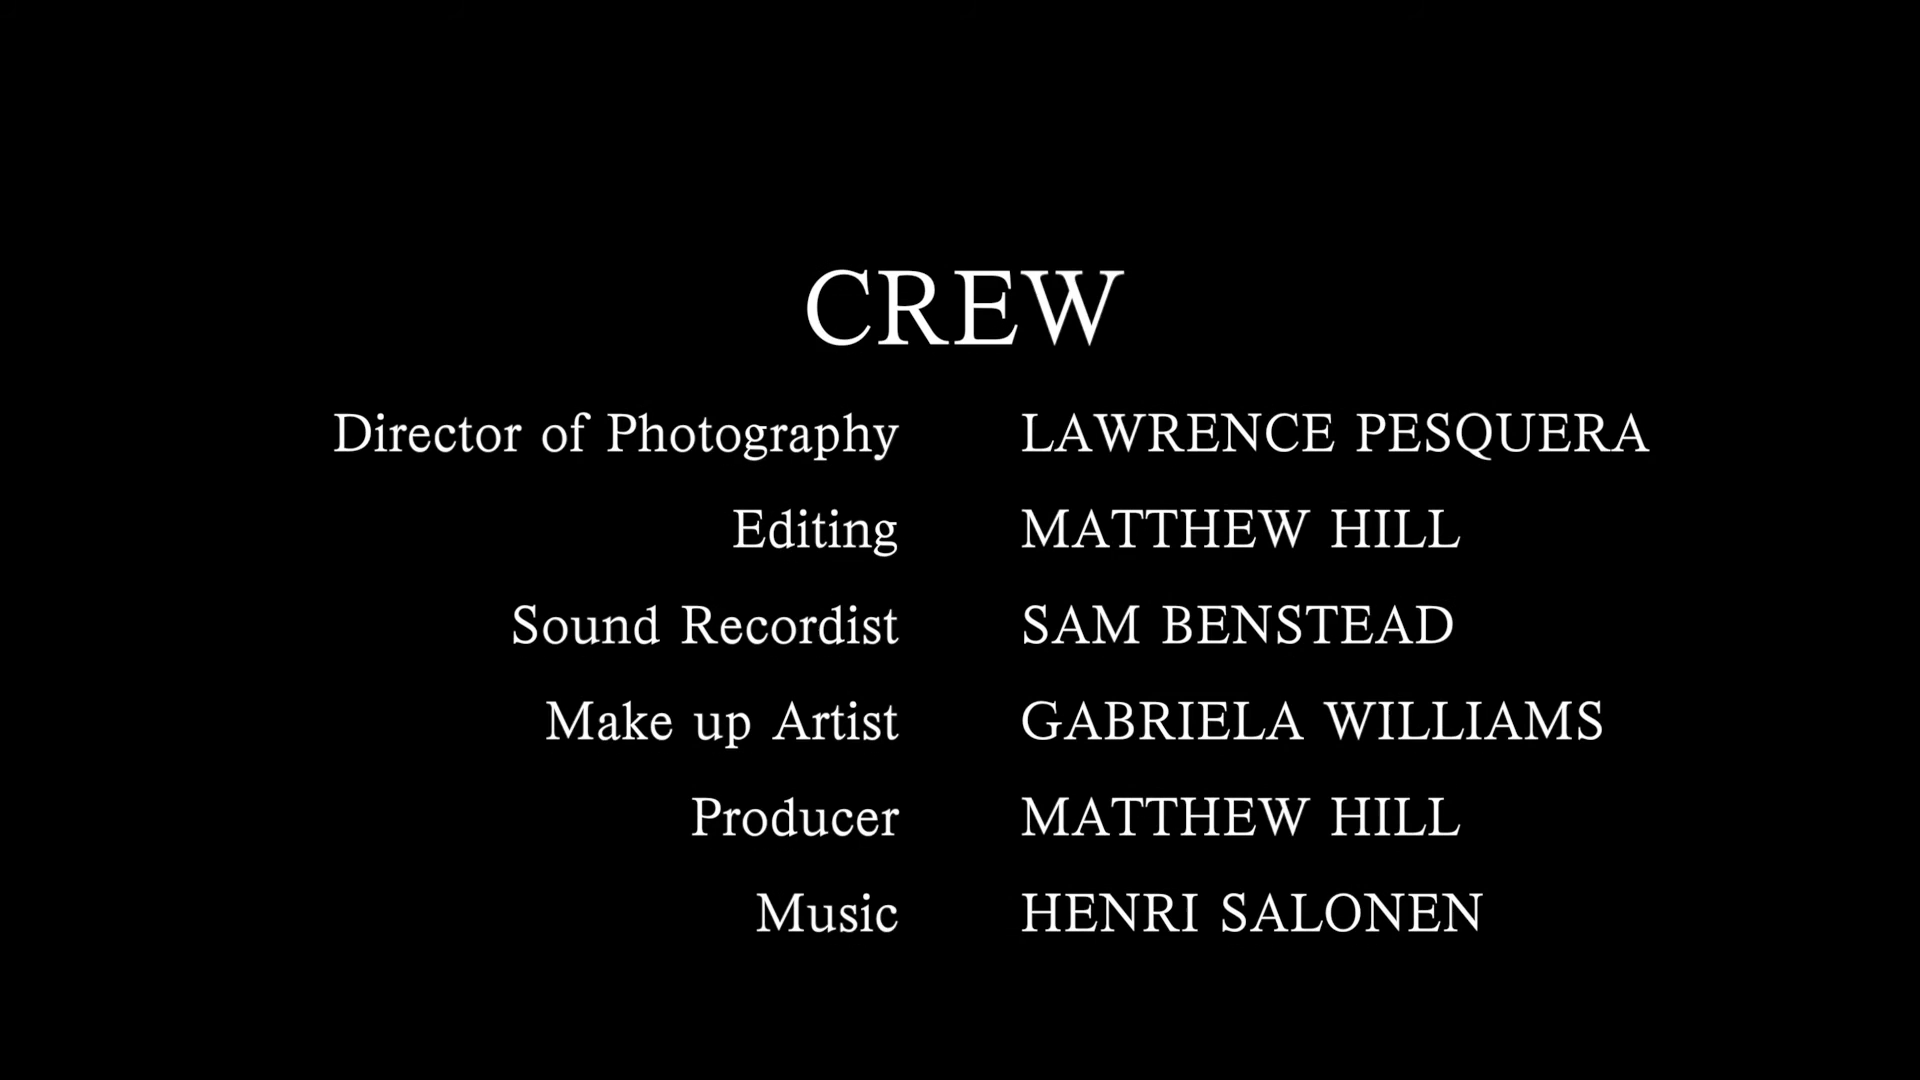 CREW
Director of Photography LAWRENCE PESQUERA
Editing MATTHEW HILL
Sound Recordist SAM BENSTEAD
Make up Artist GABRIELA WILLIAMS
Producer MATTHEW HILL
Music HENRI SALONEN